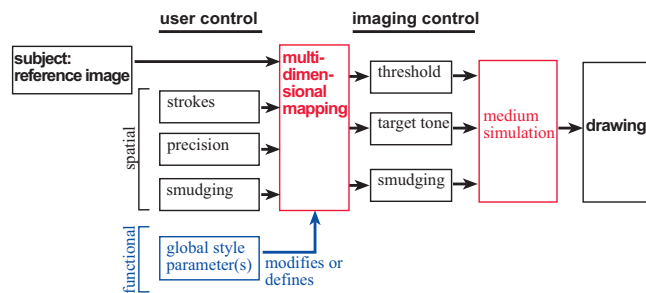 user control
imaging control
subject:
reference image
multi-
dimen-
sional
mapping
threshold
strokes
target tone
medium
simulation
drawing
precision
spatial
smudging
smudging
functional
global style
parameter(s)
modifies or
defines